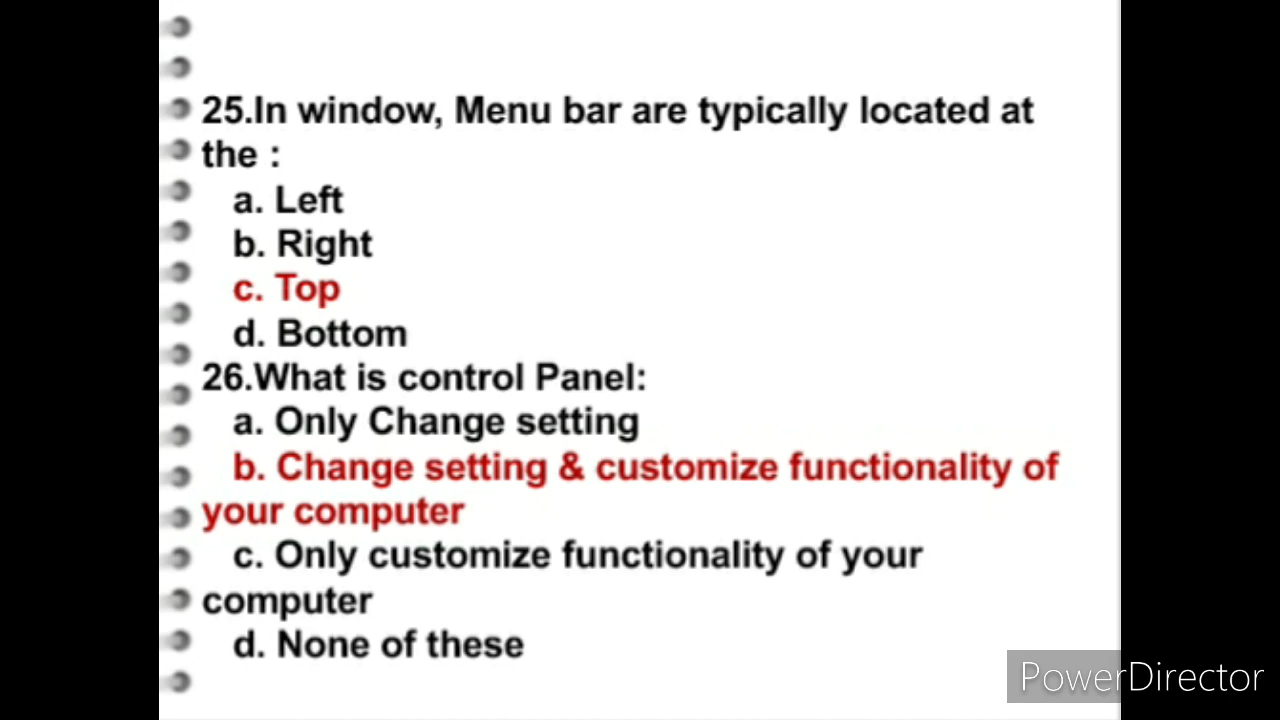 25.In window, Menu bar are typically located at
the :
a. Left
b. Right
c. Top
d. Bottom
26.What is control Panel:
a. Only Change setting
b. Change setting & customize functionality of
your computer
c. Only customize functionality of your
computer
d. None of these
PowerDirector